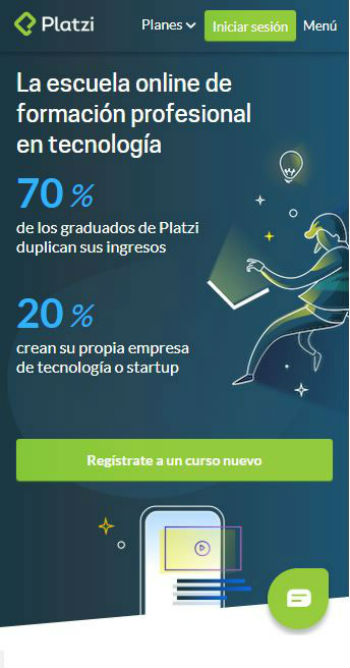 Platzi
Planes
Iniciar sesión
Menú
La escuela online de
formación profesional
en tecnología
70 %
de los graduados de Platzi
duplican sus ingresos
20 %
crean su propia empresa
de tecnología o startup
Regístrate a un curso nuevo